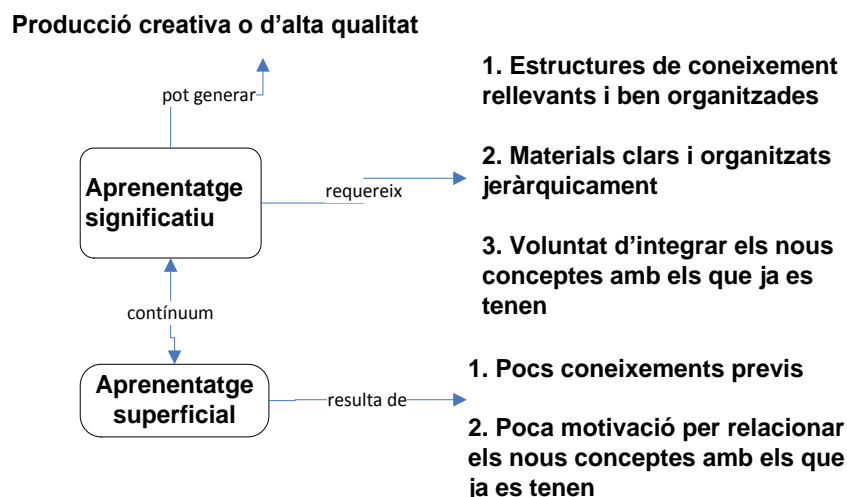 Producció creativa o d’alta qualitat
pot generar
Aprenentatge
significatiu
requereix
1. Estructures de coneixement
rellevants i ben organitzades
2. Materials clars i organitzats
jeràrquicament
3. Voluntat d’integrar els nous
conceptes amb els que ja es
tenen
contínuum
Aprenentatge
superficial
resulta de
1. Pocs coneixements previs
2. Poca motivació per relacionar
els nous conceptes amb els que
ja es tenen